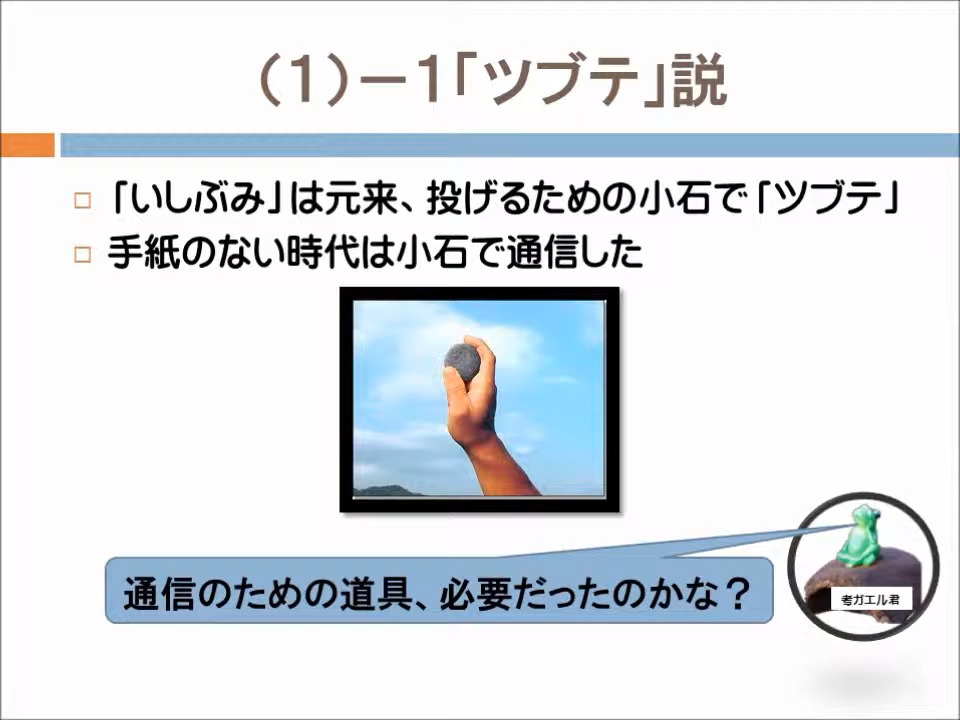 （１）－１「ツブテ」説
「いしぶみ」は元来、投げるための小石で「ツブテ」
手紙のない時代は小石で通信した
通信のための道具、必要だったのかな？
考ガエル君